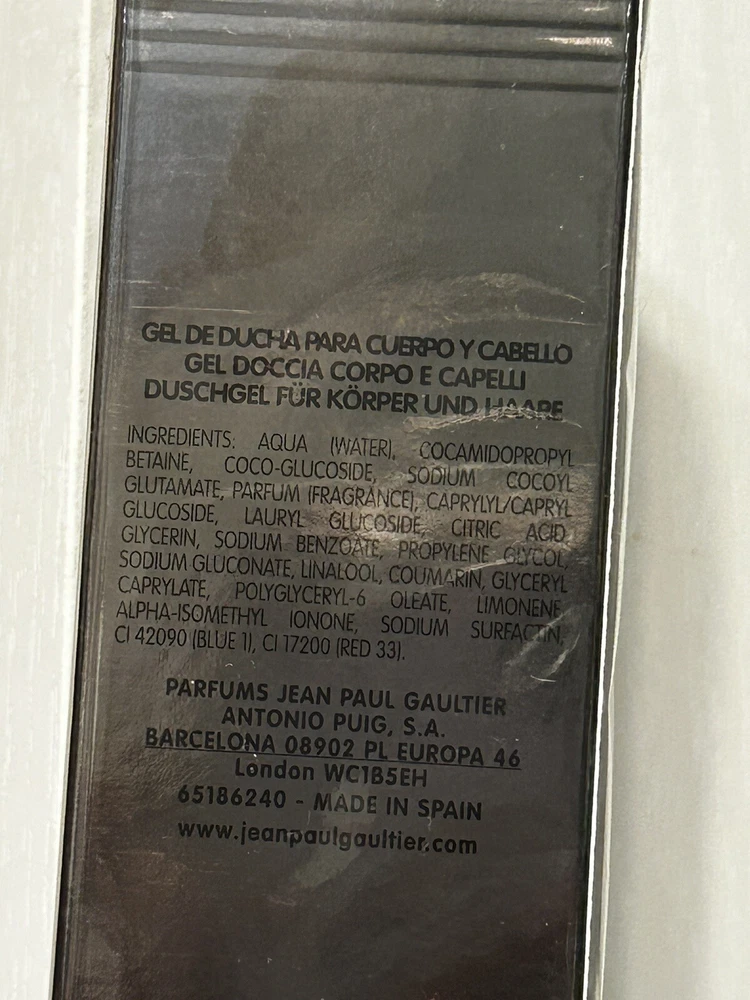 GEL DE DUCHA PARA CUERPO Y CABELLO
GEL DOCCIA CORPO E CAPELLI
DUSCHGEL FÜR KÖRPER UND HAARE
INGREDIENTS: AQUA (WATER), COCAMIDOPROPYL
BETAINE, COCO-GLUCOSIDE, SODIUM COCOYL
GLUTAMATE, PARFUM (FRAGRANCE), CAPRYLYL/CAPRYL
GLUCOSIDE, LAURYL GLUCOSIDE, CITRIC ACID,
GLYCERIN, SODIUM BENZOATE, PROPYLENE GLYCOL,
SODIUM GLUCONATE, LINALOOL, COUMARIN, GLYCERYL
CAPRYLATE, POLYGLYCERYL-6 OLEATE, LIMONENE,
ALPHA-ISOMETHYL IONONE, SODIUM SURFACTIN,
CI 42090 (BLUE 1), CI 17200 (RED 33).
PARFUMS JEAN PAUL GAULTIER
ANTONIO PUIG, S.A.
BARCELONA 08902 PL EUROPA 46
London WC1B5EH
65186240 - MADE IN SPAIN
www.jeanpaulgaultier.com